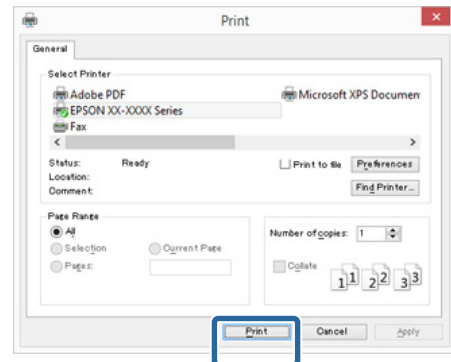 Print
General
Select Printer
Adobe PDF
Microsoft XPS Documen
EPSON XX-XXXX Series
Fax
Status: Ready
Print to file
Preferences
Location:
Comment:
Find Printer...
Page Range
All
Selection
Current Page
Pages:
Number of copies: 1
Collate
1 1 2 2 3 3
Print
Cancel
Apply